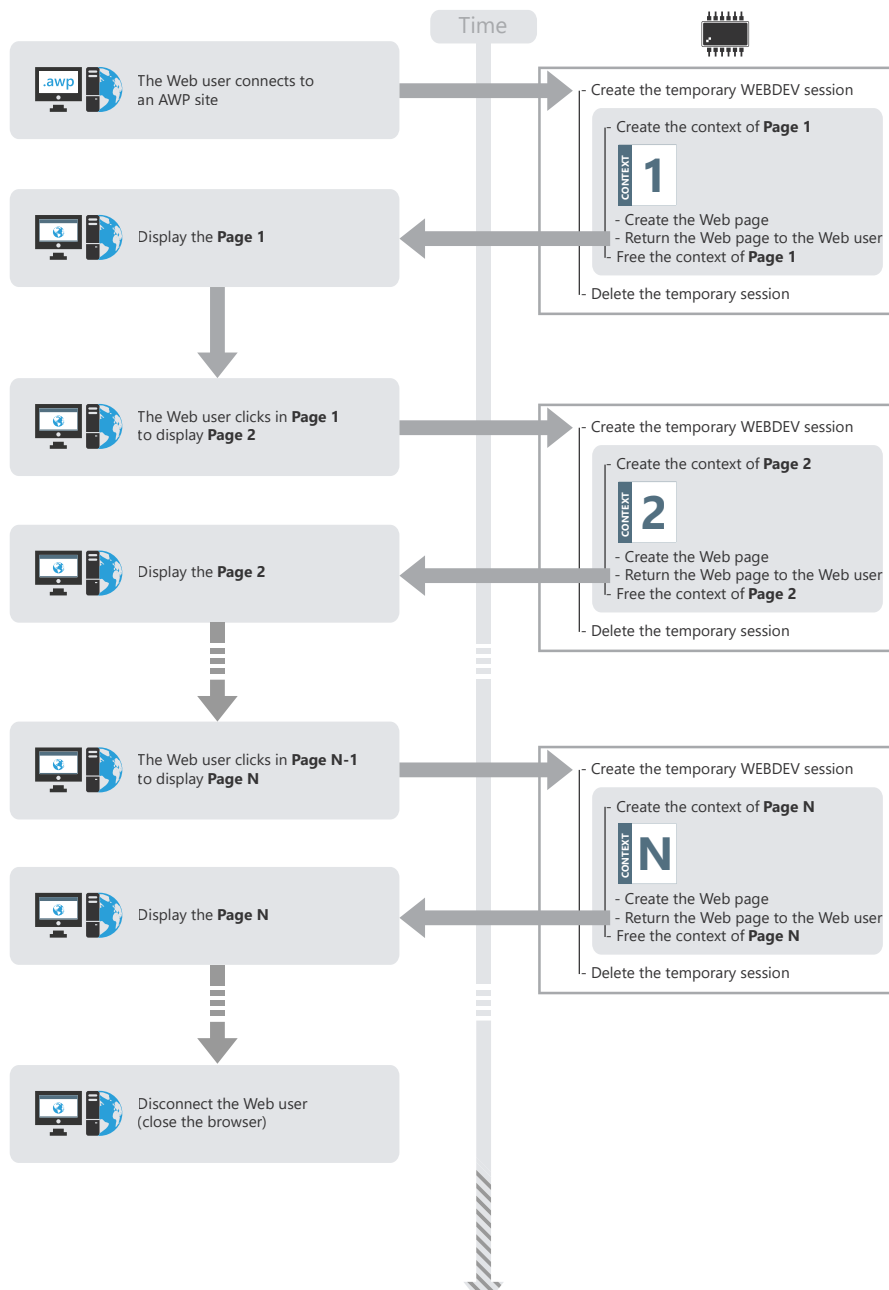 Time
.awp
The Web user connects to
an AWP site
- Create the temporary WEBDEV session
- Create the context of Page 1
CONTEXT
1
- Create the Web page
- Return the Web page to the Web user
- Free the context of Page 1
- Delete the temporary session
Display the Page 1
The Web user clicks in Page 1
to display Page 2
- Create the temporary WEBDEV session
- Create the context of Page 2
CONTEXT
2
- Create the Web page
- Return the Web page to the Web user
- Free the context of Page 2
- Delete the temporary session
Display the Page 2
The Web user clicks in Page N-1
to display Page N
- Create the temporary WEBDEV session
- Create the context of Page N
CONTEXT
N
- Create the Web page
- Return the Web page to the Web user
- Free the context of Page N
- Delete the temporary session
Display the Page N
Disconnect the Web user
(close the browser)